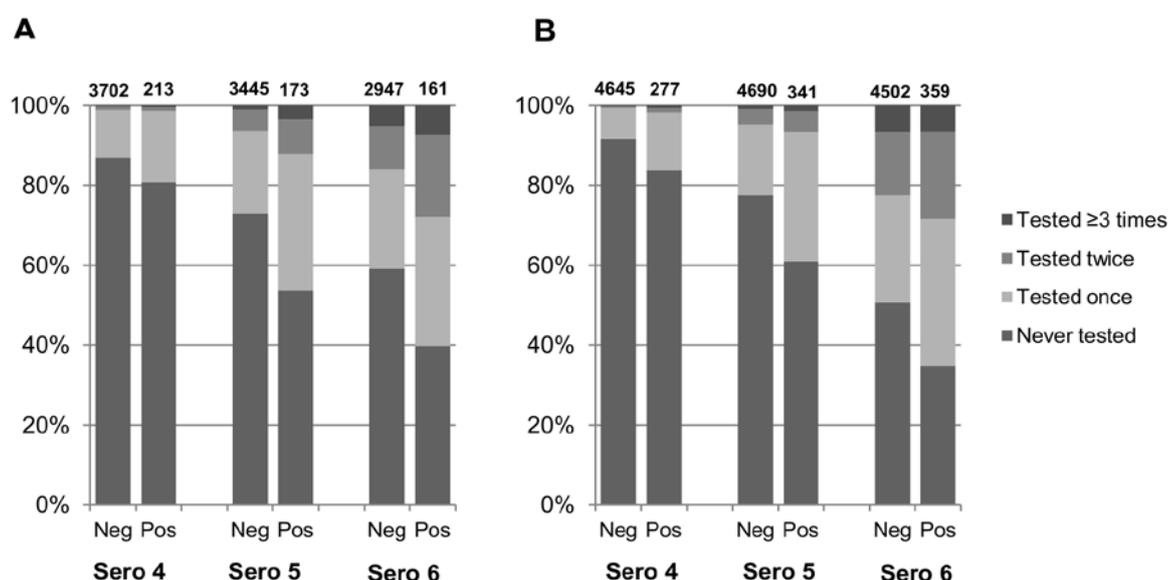 A
B
3702 213 3445 173 2947 161
4645 277 4690 341 4502 359
100%
80%
60%
40%
20%
0%
100%
80%
60%
40%
20%
0%
Tested ≥3 times
Tested twice
Tested once
Never tested
Neg Pos Neg Pos Neg Pos
Sero 4 Sero 5 Sero 6
Neg Pos Neg Pos Neg Pos
Sero 4 Sero 5 Sero 6